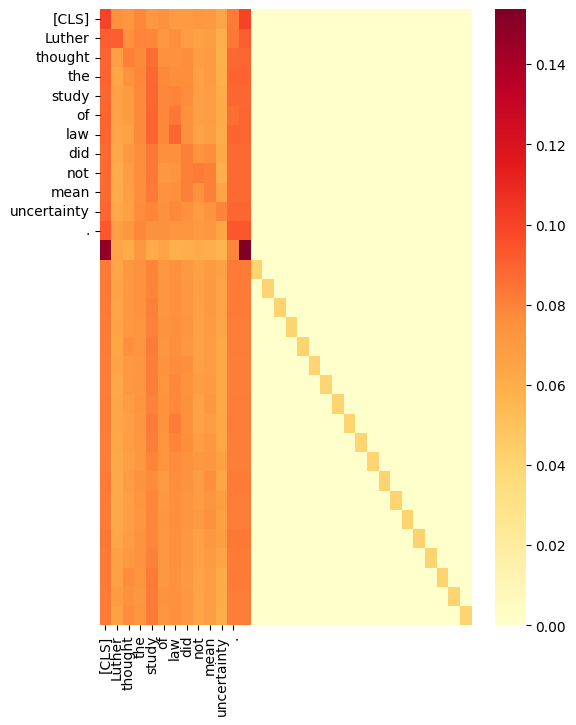 [CLS]
Luther
thought
the
study
of
law
did
not
mean
uncertainty
.
0.14
0.12
0.10
0.08
0.06
0.04
0.02
0.00
[CLS]
Luther
thought
the
study
of
law
did
not
mean
uncertainty
.